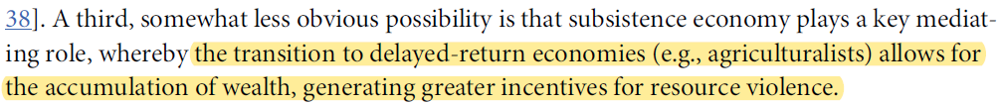 38]. A third, somewhat less obvious possibility is that subsistence economy plays a key mediat-
ing role, whereby the transition to delayed-return economies (e.g., agriculturalists) allows for
the accumulation of wealth, generating greater incentives for resource violence.